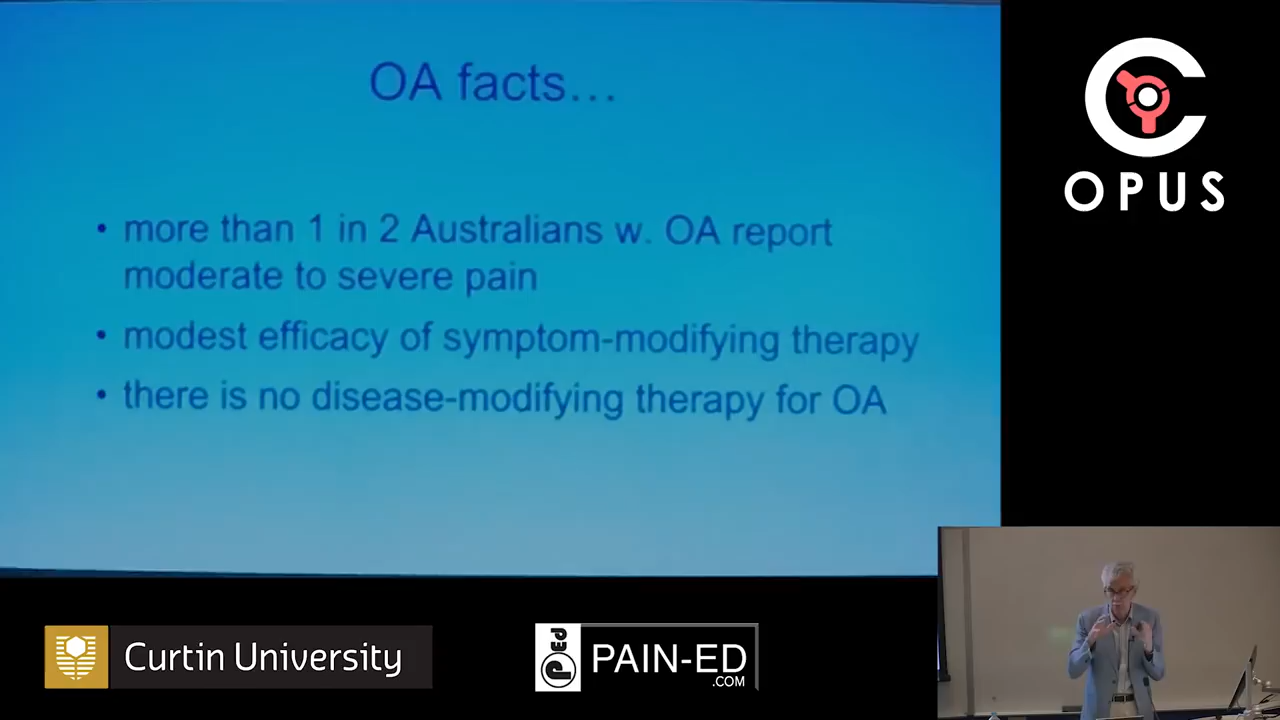 OA facts…
• more than 1 in 2 Australians w. OA report
moderate to severe pain
• modest efficacy of symptom-modifying therapy
• there is no disease-modifying therapy for OA
OPUS
Curtin University
pEd
PAIN-ED
.COM